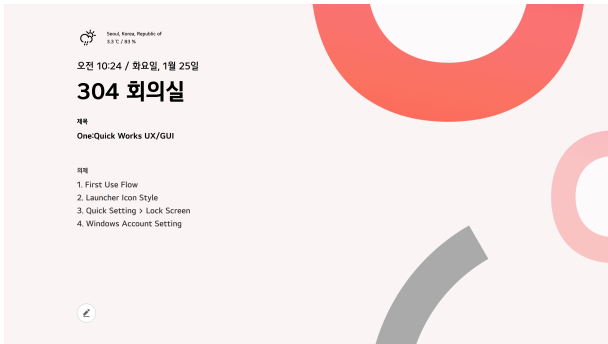 Seoul, Korea, Republic of
3.3 ℃ / 83 %
오전 10:24 / 화요일, 1월 25일
304 회의실
제목
One:Quick Works UX/GUI
의제
1. First Use Flow
2. Launcher Icon Style
3. Quick Setting > Lock Screen
4. Windows Account Setting